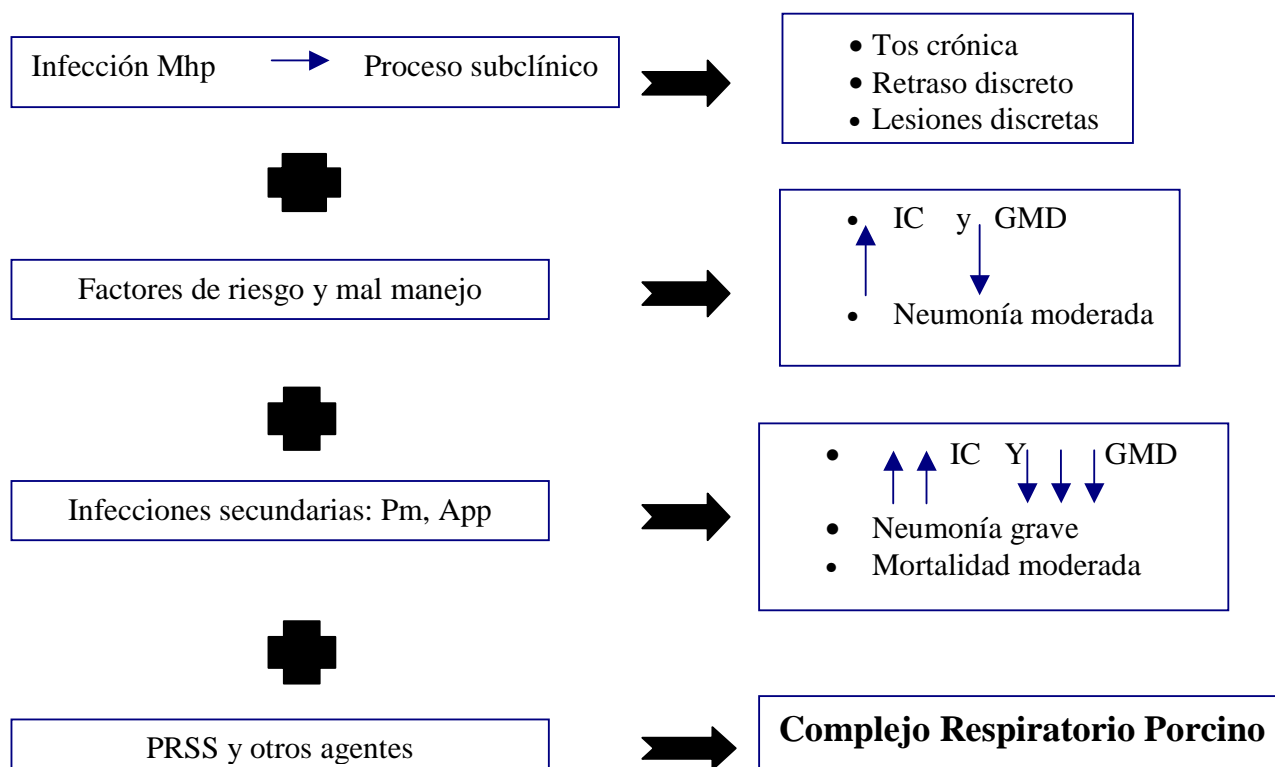 Infección Mhp Proceso subclínico
• Tos crónica
• Retraso discreto
• Lesiones discretas
Factores de riesgo y mal manejo
• IC y GMD
• Neumonía moderada
Infecciones secundarias: Pm, App
• IC Y GMD
• Neumonía grave
• Mortalidad moderada
PRSS y otros agentes
Complejo Respiratorio Porcino